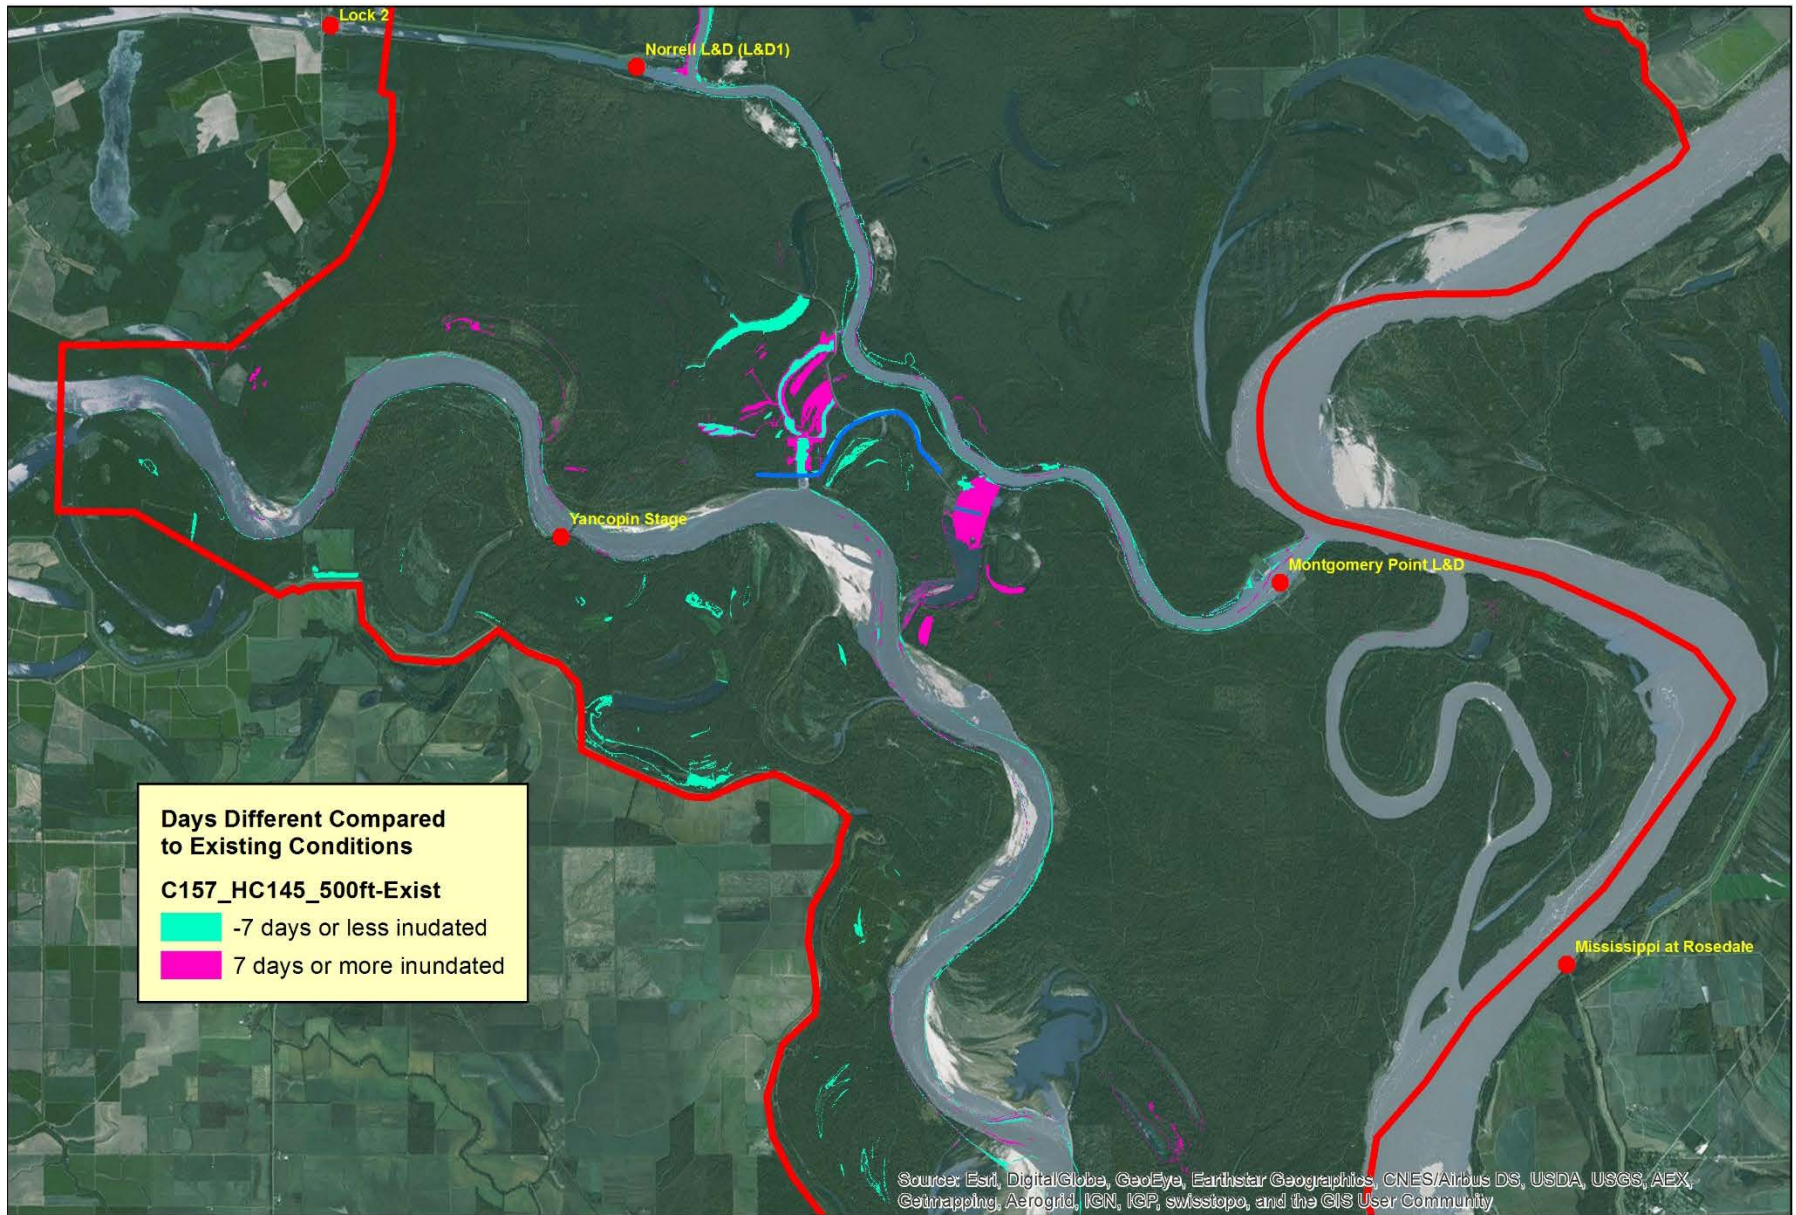 Lock 2
Norrell L&D (L&D1)
Yancopin Stage
Montgomery Point L&D
Mississippi at Rosedale
Days Different Compared
to Existing Conditions
C157_HC145_500ft-Exist
-7 days or less inudated
7 days or more inundated
Source: Esri, DigitalGlobe, GeoEye, Earthstar Geographics, CNES/Airbus DS, USDA, USGS, AEX,
Getmapping, Aerogrid, IGN, IGP, swisstopo, and the GIS User Community